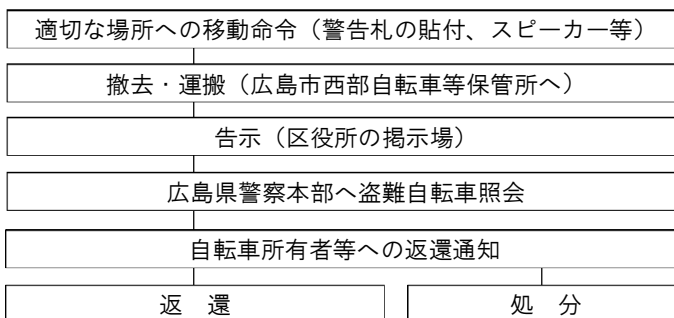 適切な場所への移動命令（警告札の貼付、スピーカー等）
撤去・運搬（広島市西部自転車等保管所へ）
告示（区役所の掲示場）
広島県警察本部へ盗難自転車照会
自転車所有者等への返還通知
返　還
処　分